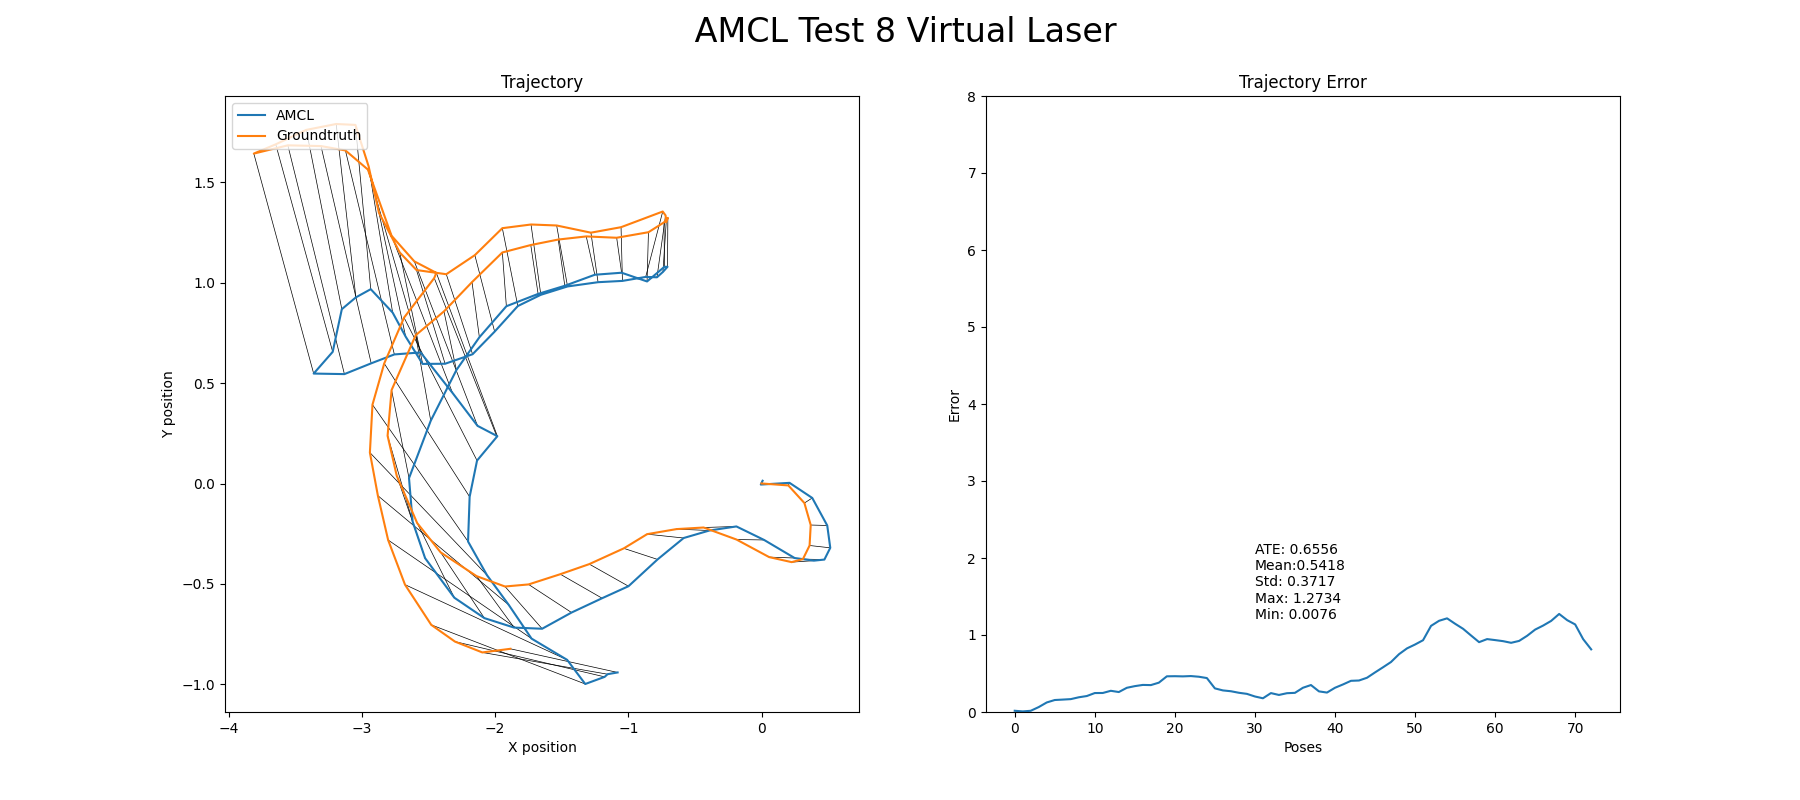 AMCL Test 8 Virtual Laser
Trajectory
AMCL
Groundtruth
1.5
1.0
0.5
0.0
−0.5
−1.0
Y position
−4
−3
−2
−1
0
X position
Trajectory Error
8
7
6
5
4
3
2
1
0
Error
ATE: 0.6556
Mean:0.5418
Std: 0.3717
Max: 1.2734
Min: 0.0076
0
10
20
30
40
50
60
70
Poses